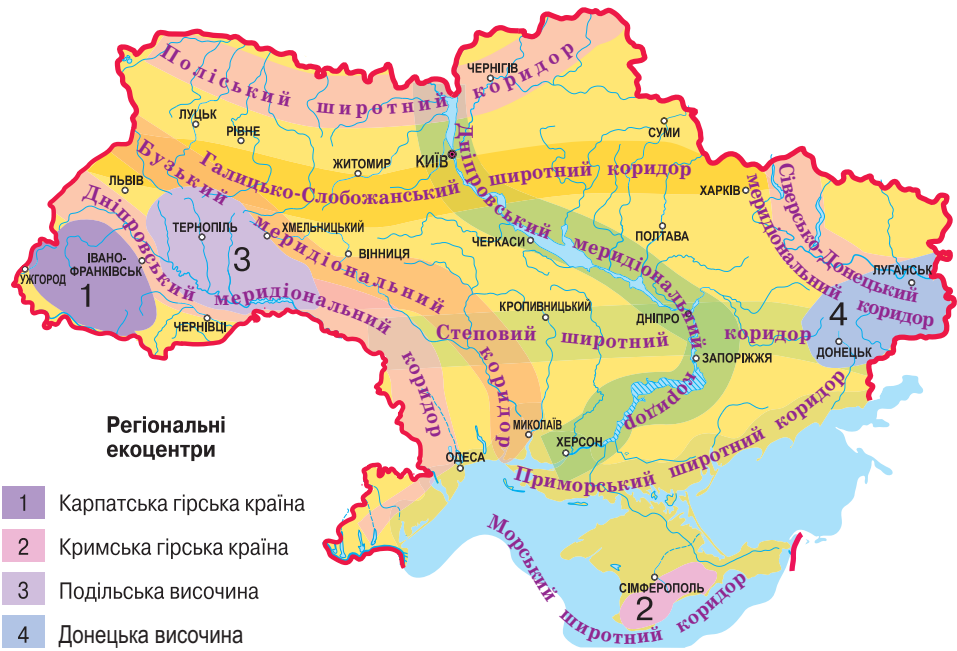 Поліський широтний коридор
ЧЕРНІГІВ
ЛУЦЬК
РІВНЕ
СУМИ
ЖИТОМИР
КИЇВ
Дніпровський меридіональний коридор
Галицько-Слобожанський широтний коридор
Бузький меридіональний коридор
ЛЬВІВ
ХАРКІВ
Сіверсько-Донецький
меридіональний коридор
Дніпровський меридіональний коридор
ТЕРНОПІЛЬ
ХМЕЛЬНИЦЬКИЙ
3
ВІННИЦЯ
ЧЕРКАСИ
ПОЛТАВА
ІВАНО-
ФРАНКІВСЬК
УЖГОРОД
1
ЛУГАНСЬК
ЧЕРНІВЦІ
КРОПИВНИЦЬКИЙ
ДНІПРО
4
Степовий широтний коридор
ДОНЕЦЬК
ЗАПОРІЖЖЯ
МИКОЛАЇВ
ХЕРСОН
ОДЕСА
Приморський широтний коридор
Морський широтний коридор
СІМФЕРОПОЛЬ
2
Регіональні
екоцентри
1 Карпатська гірська країна
2 Кримська гірська країна
3 Подільська височина
4 Донецька височина